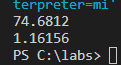 terpreter=mi'
74.6812
1.16156
PS C:\labs>